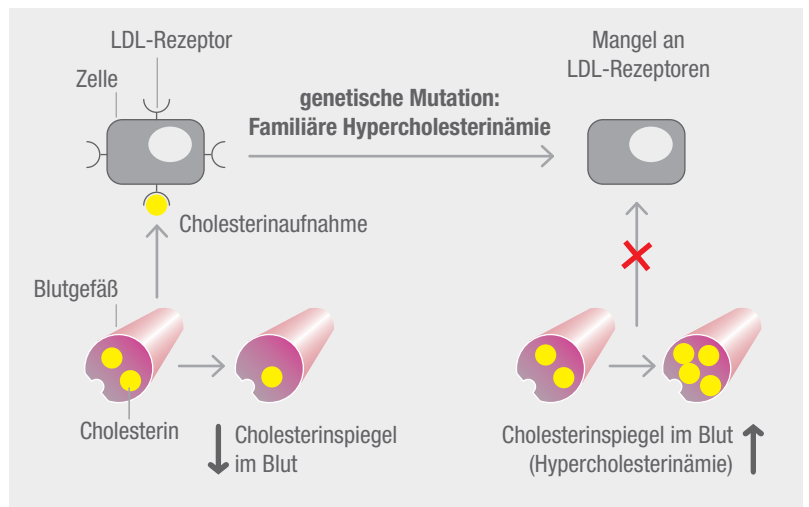 LDL-Rezeptor
Zelle
genetische Mutation:
Familiäre Hypercholesterinämie
Mangel an
LDL-Rezeptoren
Cholesterinaufnahme
Blutgefäß
Cholesterin
Cholesterinspiegel
im Blut
Cholesterinspiegel im Blut
(Hypercholesterinämie)